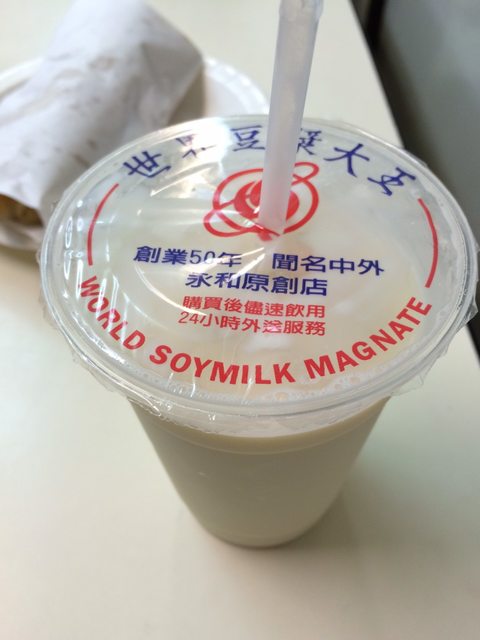 世界豆漿大王
創業50年 聞名中外
永和原創店
購買後儘速飲用
24小時外送服務
WORLD SOYMILK MAGNATE